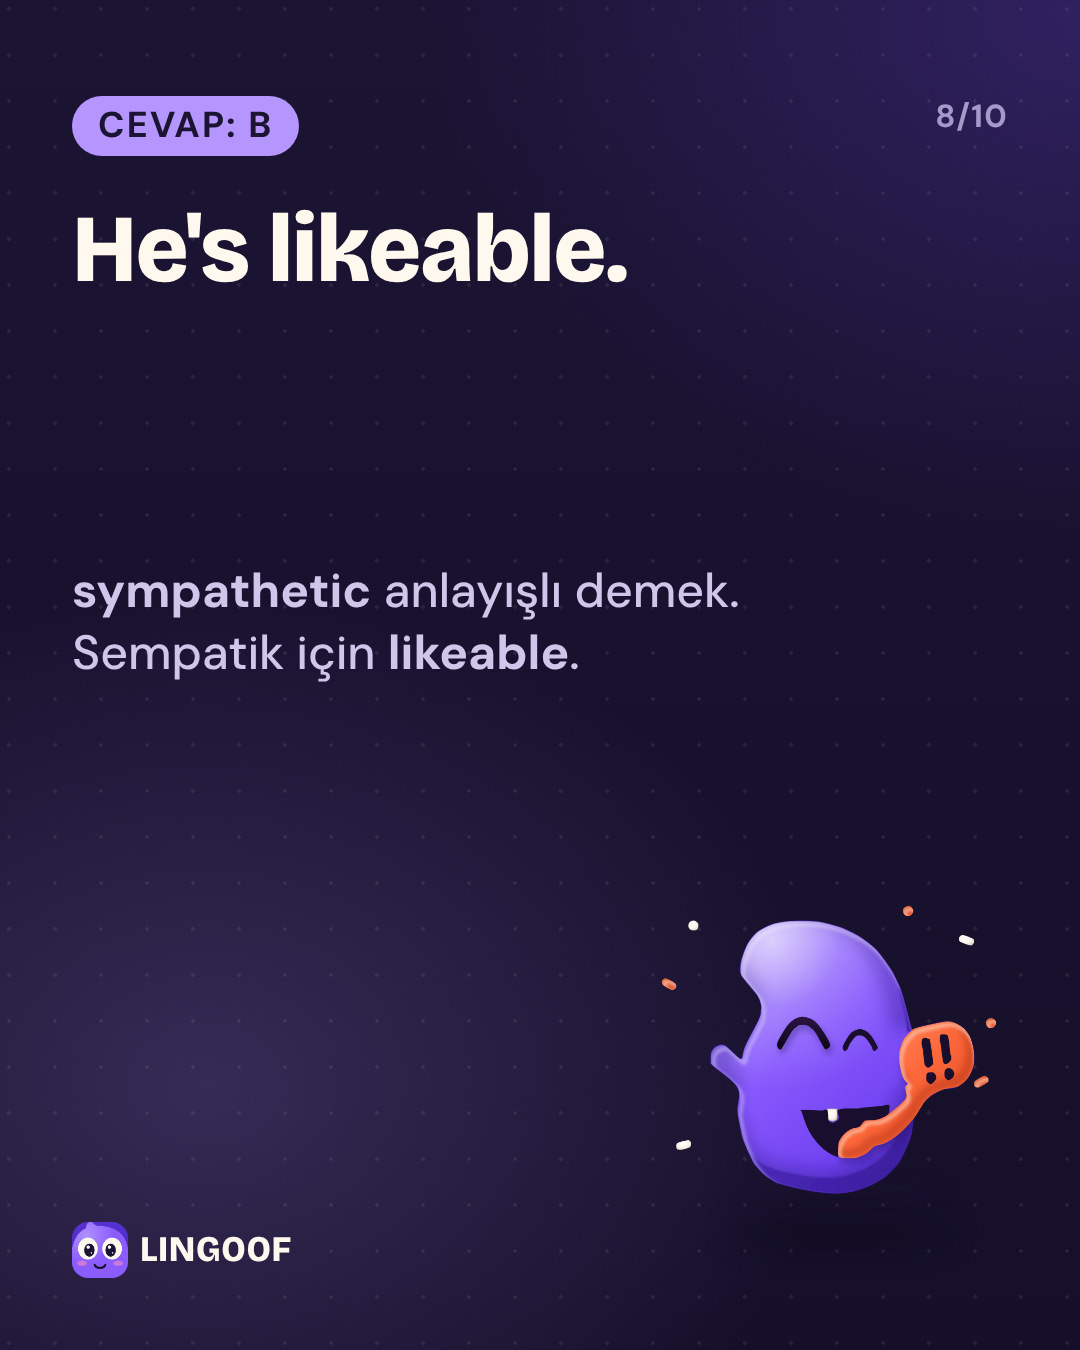 CEVAP: B
8/10
He's likeable.
sympathetic anlayışlı demek.
Sempatik için likeable.
!!
LINGOOF